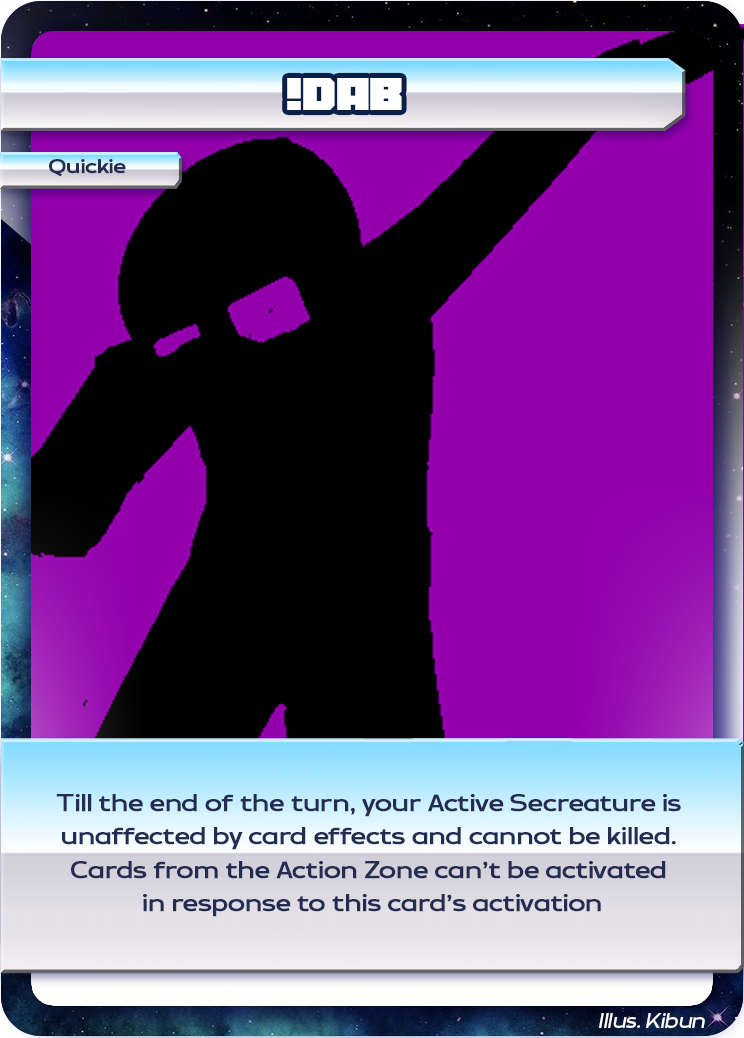 !DAB
Quickie
Till the end of the turn, your Active Secreature is
unaffected by card effects and cannot be killed.
Cards from the Action Zone can't be activated
in response to this card's activation
Illus. Kibun